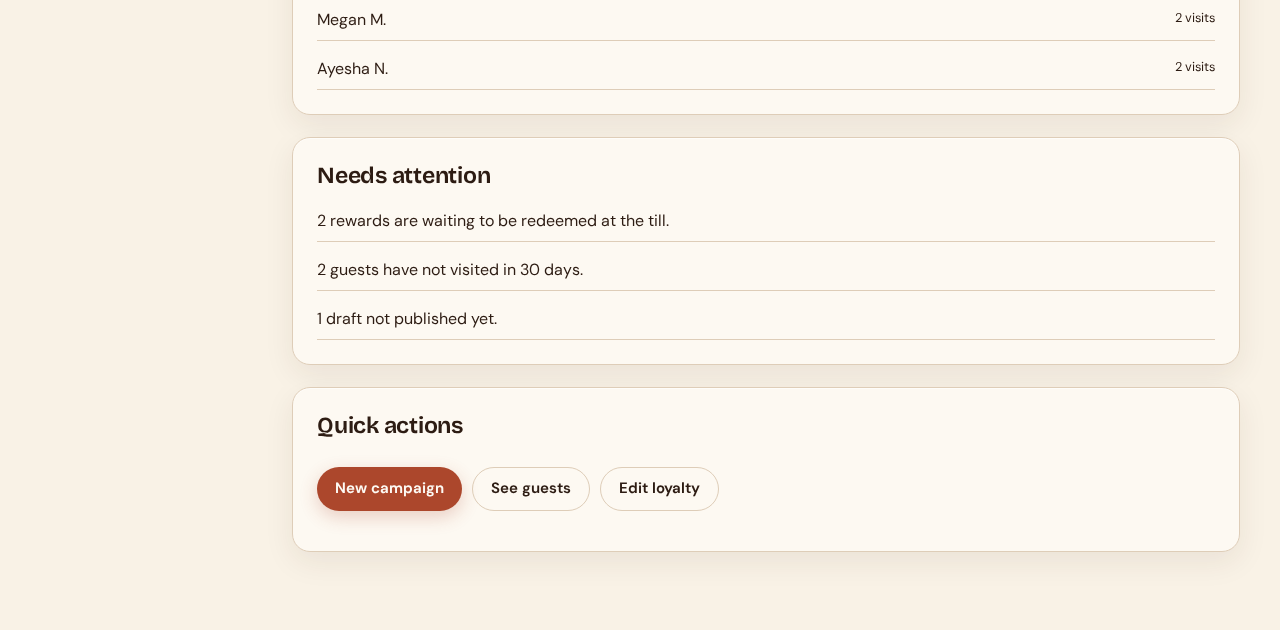 Megan M.
2 visits
Ayesha N.
2 visits
Needs attention
2 rewards are waiting to be redeemed at the till.
2 guests have not visited in 30 days.
1 draft not published yet.
Quick actions
New campaign
See guests
Edit loyalty